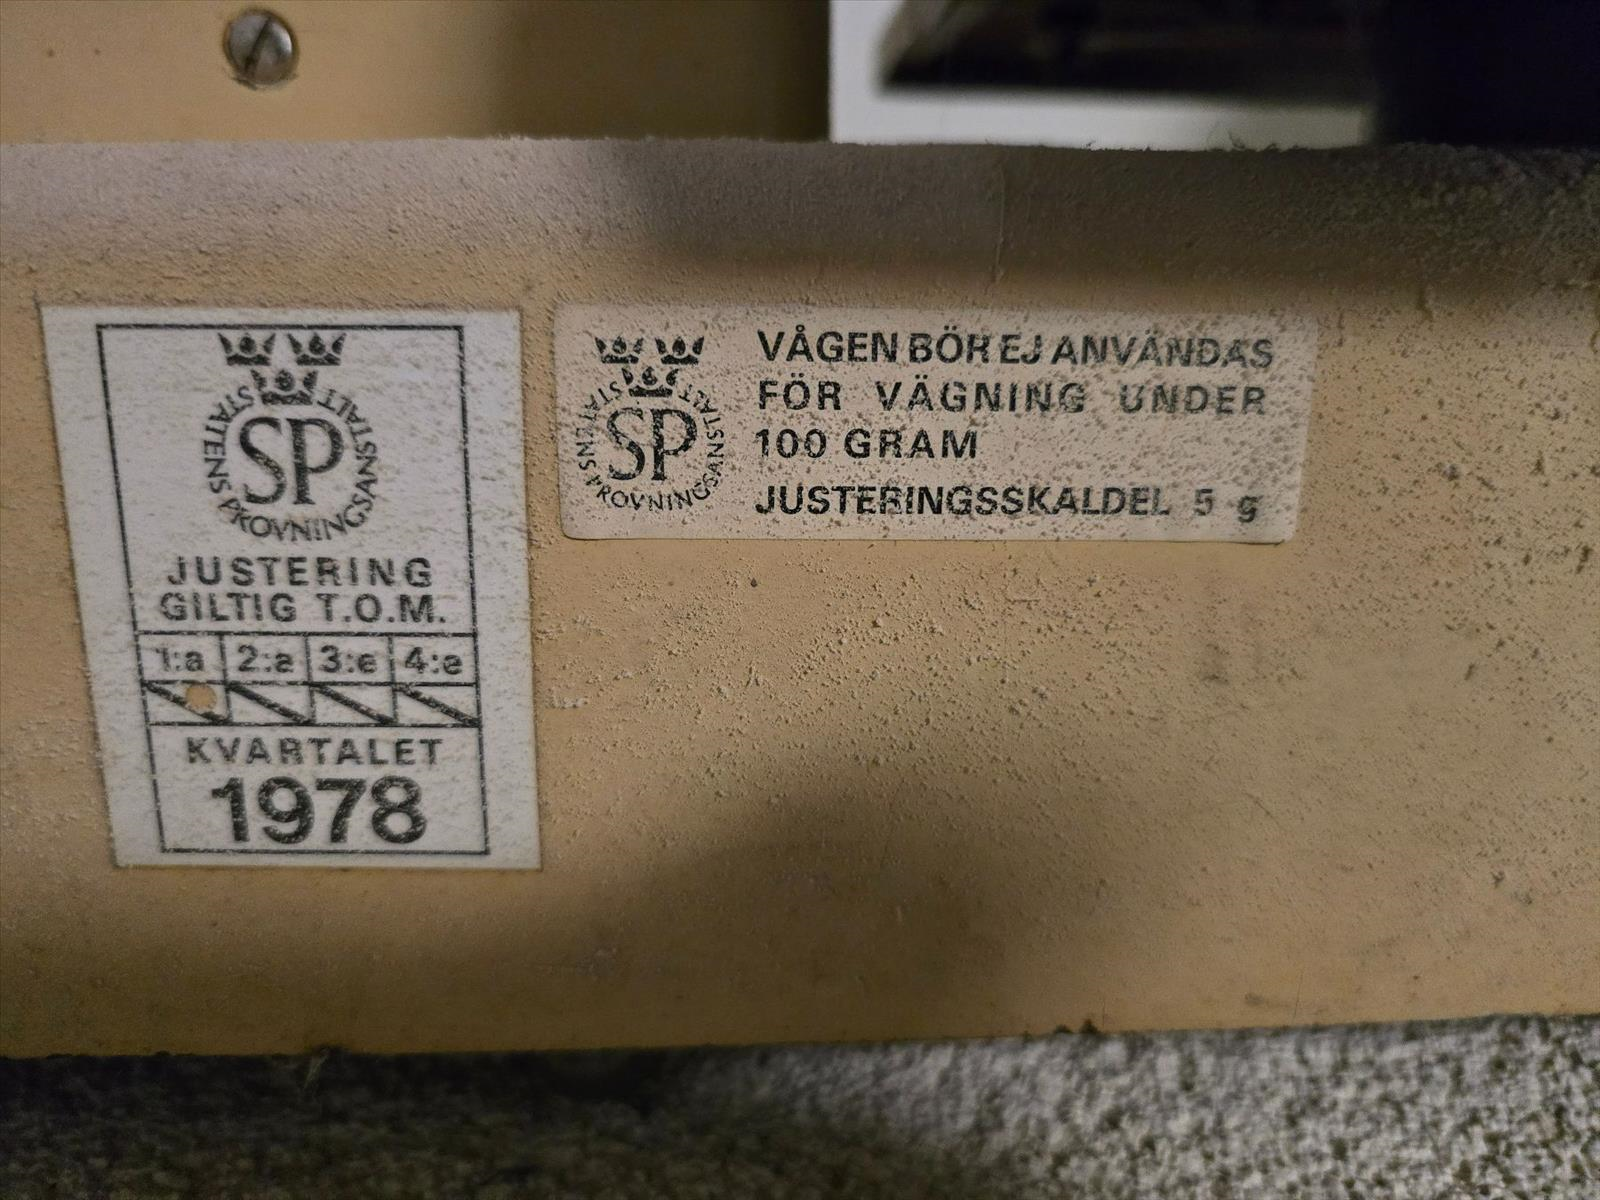 STATENS PROVNINGSANSTALT
SP
JUSTERING
GILTIG T.O.M.
1:a 2:a 3:e 4:e
KVARTALET
1978
STATENS PROVNINGSANSTALT
SP
VÅGEN BÖR EJ ANVÄNDAS
FÖR VÄGNING UNDER
100 GRAM
JUSTERINGSSKALDEL 5 g